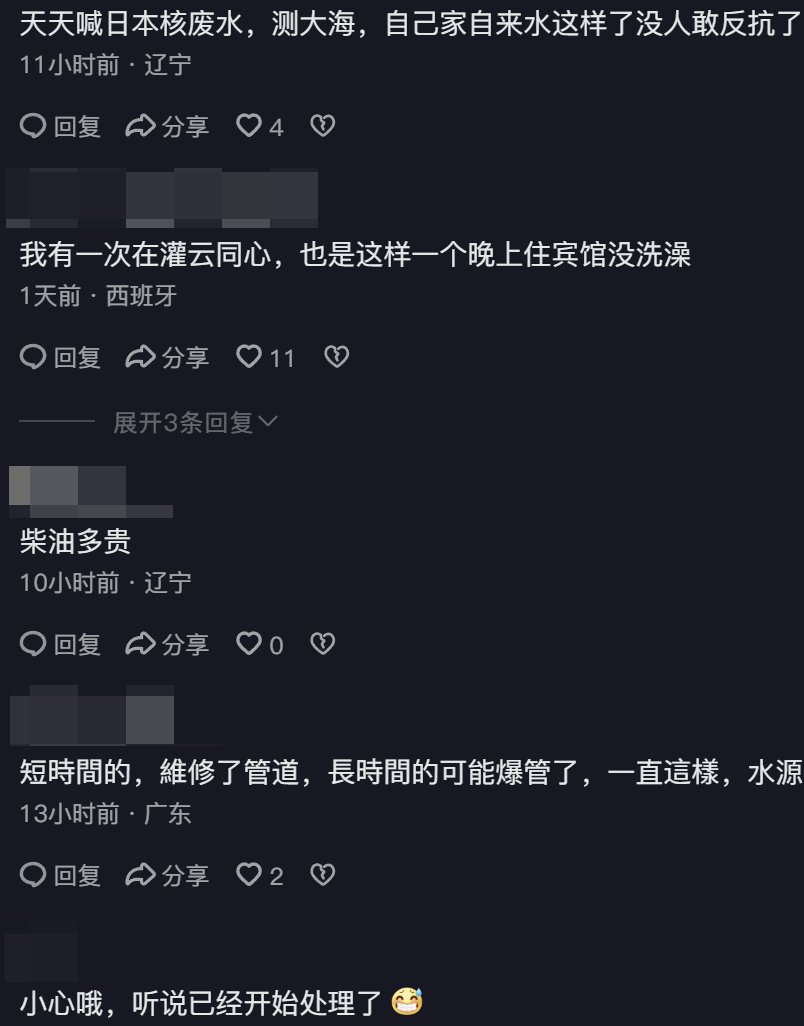 天天喊日本核废水，测大海，自己家自来水这样了没人敢反抗了
11小时前 · 辽宁
回复 分享 4
我有一次在灌云同心，也是这样一个晚上住宾馆没洗澡
1天前 · 西班牙
回复 分享 11
展开3条回复
柴油多贵
10小时前 · 辽宁
回复 分享 0
短時間的，維修了管道，長時間的可能爆管了，一直這樣，水源
13小时前 · 广东
回复 分享 2
小心哦，听说已经开始处理了😅